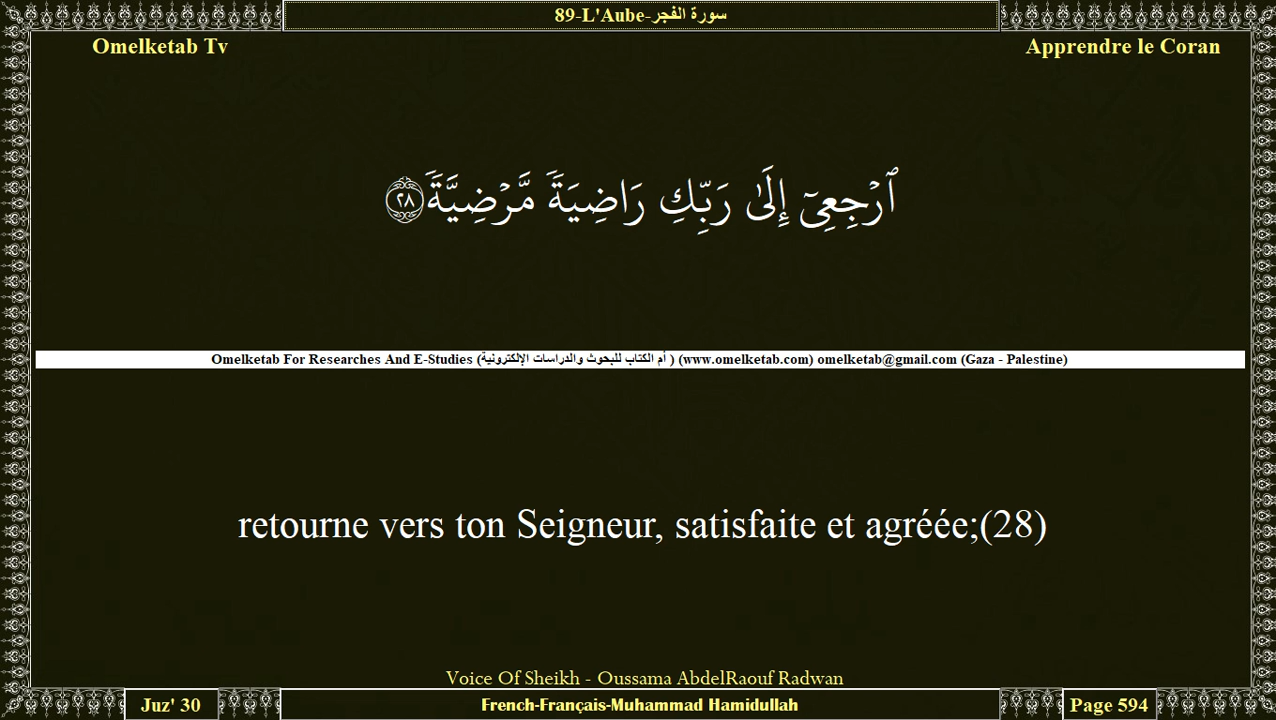 89-L'Aube-سورة الفجر
Omelketab Tv
Apprendre le Coran
ٱرْجِعِىٓ إِلَىٰ رَبِّكِ رَاضِيَةً مَّرْضِيَّةً ٢٨
Omelketab For Researches And E-Studies (أم الكتاب للبحوث والدراسات الإلكترونية ) (www.omelketab.com) omelketab@gmail.com (Gaza - Palestine)
retourne vers ton Seigneur, satisfaite et agréée;(28)
Voice Of Sheikh - Oussama AbdelRaouf Radwan
Juz' 30
French-Français-Muhammad Hamidullah
Page 594